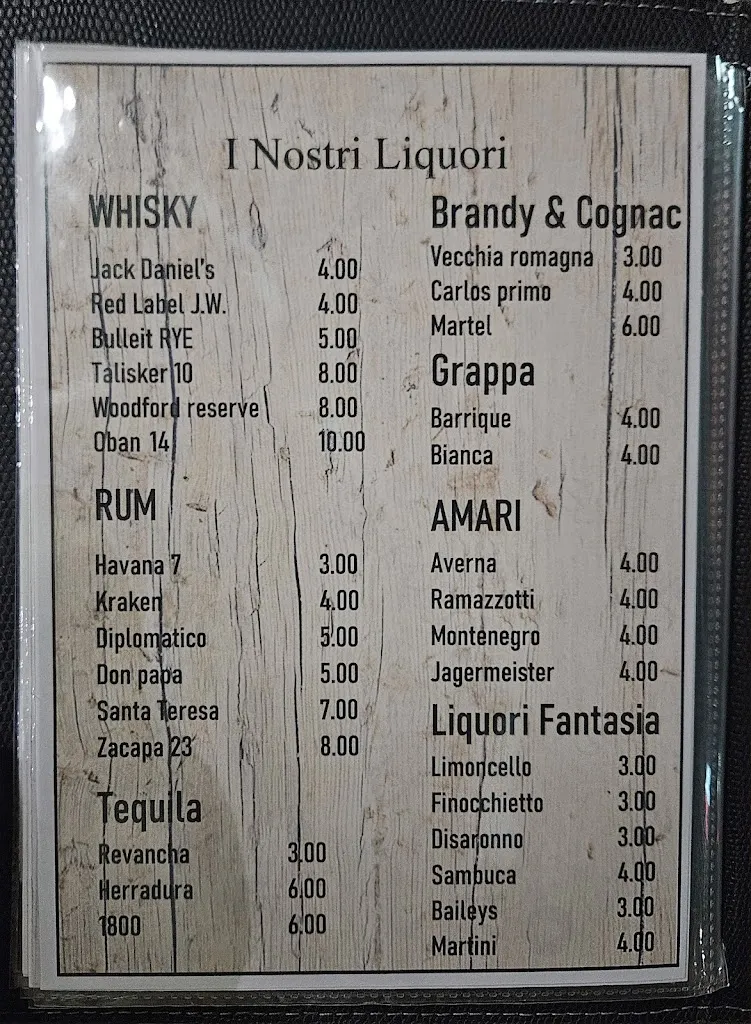 I Nostri Liquori
WHISKY
Jack Daniel's 4.00
Red Label J.W. 4.00
Bulleit RYE 5.00
Talisker 10 8.00
Woodford reserve 8.00
Oban 14 10.00
RUM
Havana 7 3.00
Kraken 4.00
Diplomatico 5.00
Don papa 5.00
Santa Teresa 7.00
Zacapa 23 8.00
Tequila
Revancha 3.00
Herradura 6.00
1800 6.00
Brandy & Cognac
Vecchia romagna 3.00
Carlos primo 4.00
Martel 6.00
Grappa
Barrique 4.00
Bianca 4.00
AMARI
Averna 4.00
Ramazzotti 4.00
Montenegro 4.00
Jagermeister 4.00
Liquori Fantasia
Limoncello 3.00
Finocchietto 3.00
Disaronno 3.00
Sambuca 4.00
Baileys 3.00
Martini 4.00